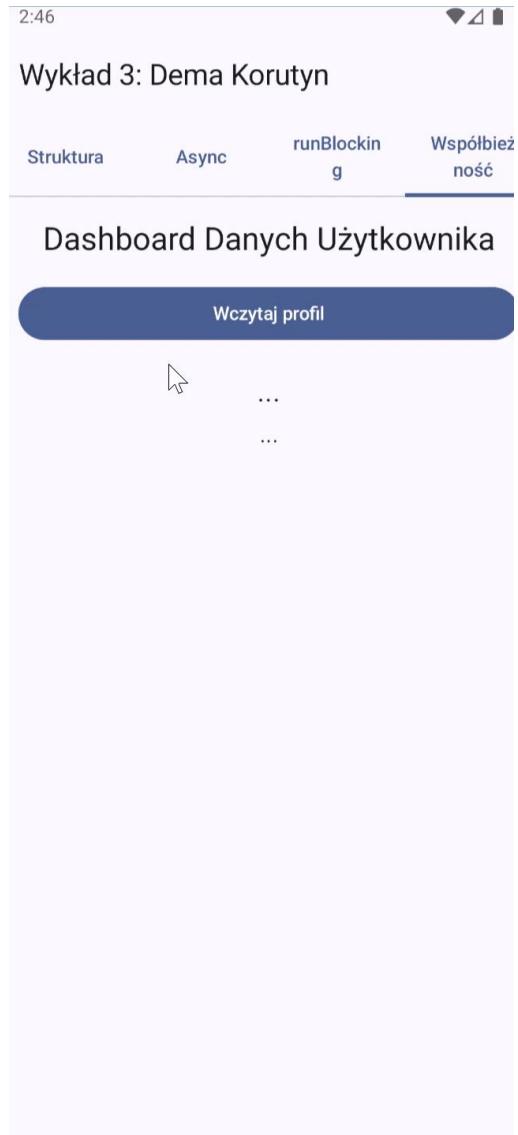 2:46
Wykład 3: Dema Korutyn
Struktura
Async
runBlockin
g
Współbież
ność
Dashboard Danych Użytkownika
Wczytaj profil
...
...